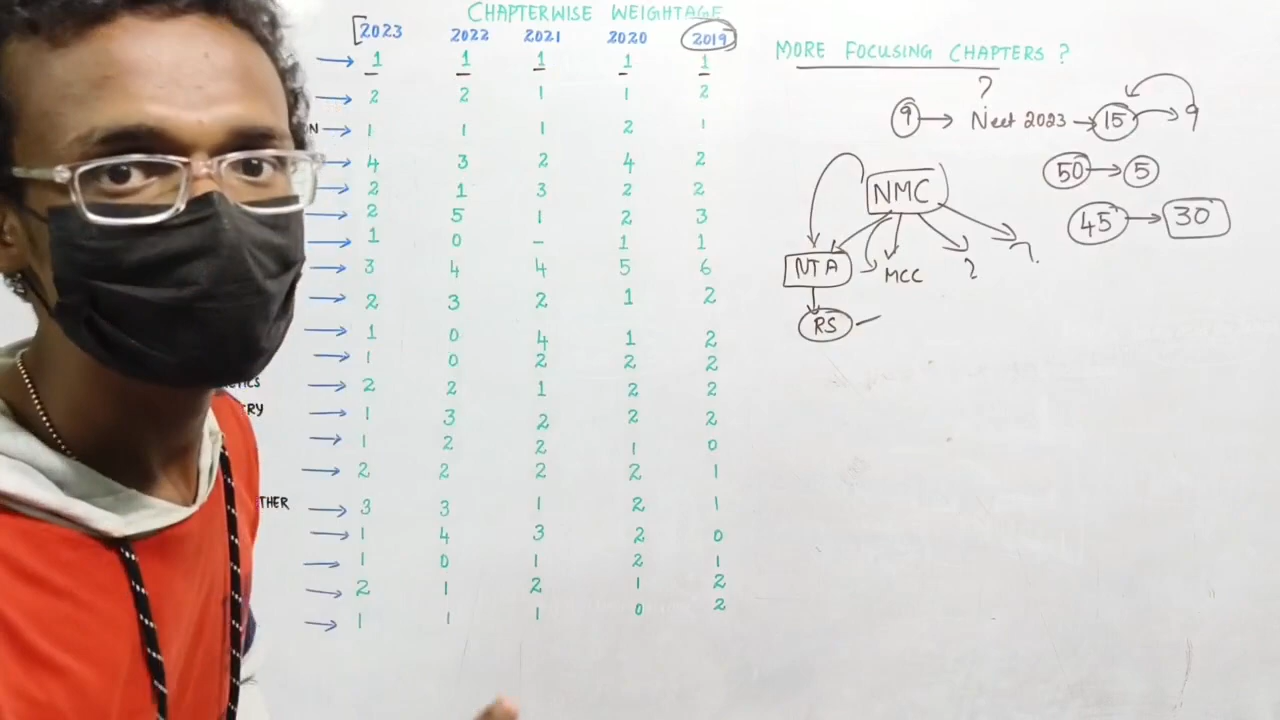 CHAPTERWISE WEIGHTAGE
2023 2022 2021 2020 2019
→ 1 1 1 1 1
→ 2 2 1 1 2
N → 1 1 1 2 1
→ 4 3 2 4 2
→ 2 1 3 2 2
→ 2 5 1 2 3
→ 1 0 - 1 1
→ 3 4 4 5 6
→ 2 3 2 1 2
→ 1 0 4 1 2
→ 1 0 2 2 2
→ 2 2 1 2 2
RY → 1 3 2 2 2
→ 1 2 2 1 0
→ 2 2 2 2 1
THER → 3 3 1 2 1
→ 1 4 3 2 0
→ 1 0 1 2 1
→ 2 1 2 1 2
→ 1 1 1 0 2
MORE FOCUSING CHAPTERS ?
?
9 → Neet 2023 → 15 → 9
50 → 5
NMC
45 → 30
NTA MCC ? ?
RS